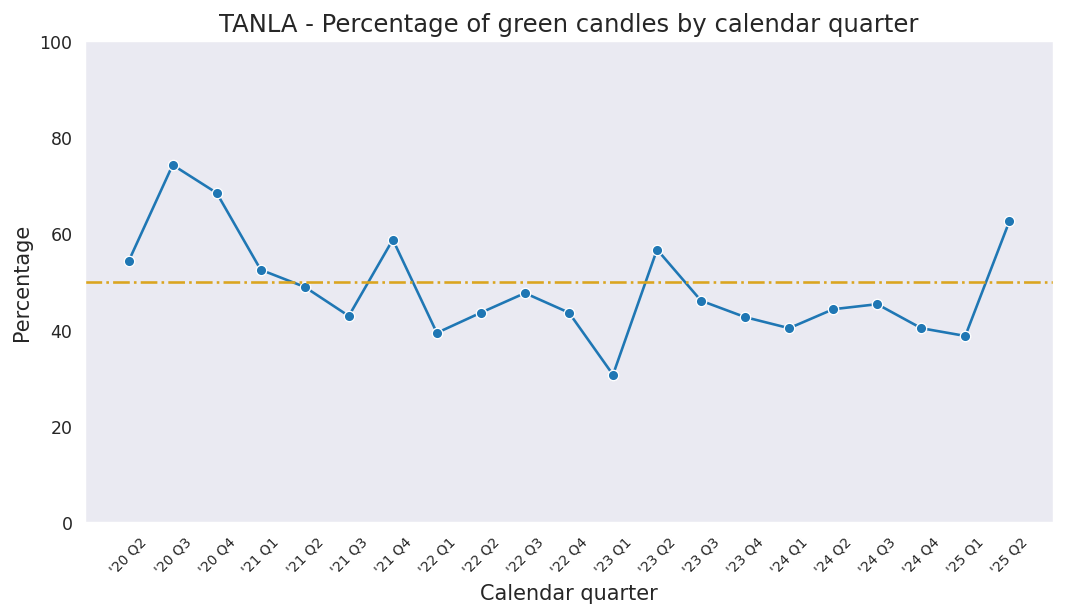 TANLA - Percentage of green candles by calendar quarter
100
80
60
40
20
0
Percentage
'20 Q2
'20 Q3
'20 Q4
'21 Q1
'21 Q2
'21 Q3
'21 Q4
'22 Q1
'22 Q2
'22 Q3
'22 Q4
'23 Q1
'23 Q2
'23 Q3
'23 Q4
'24 Q1
'24 Q2
'24 Q3
'24 Q4
'25 Q1
'25 Q2
Calendar quarter